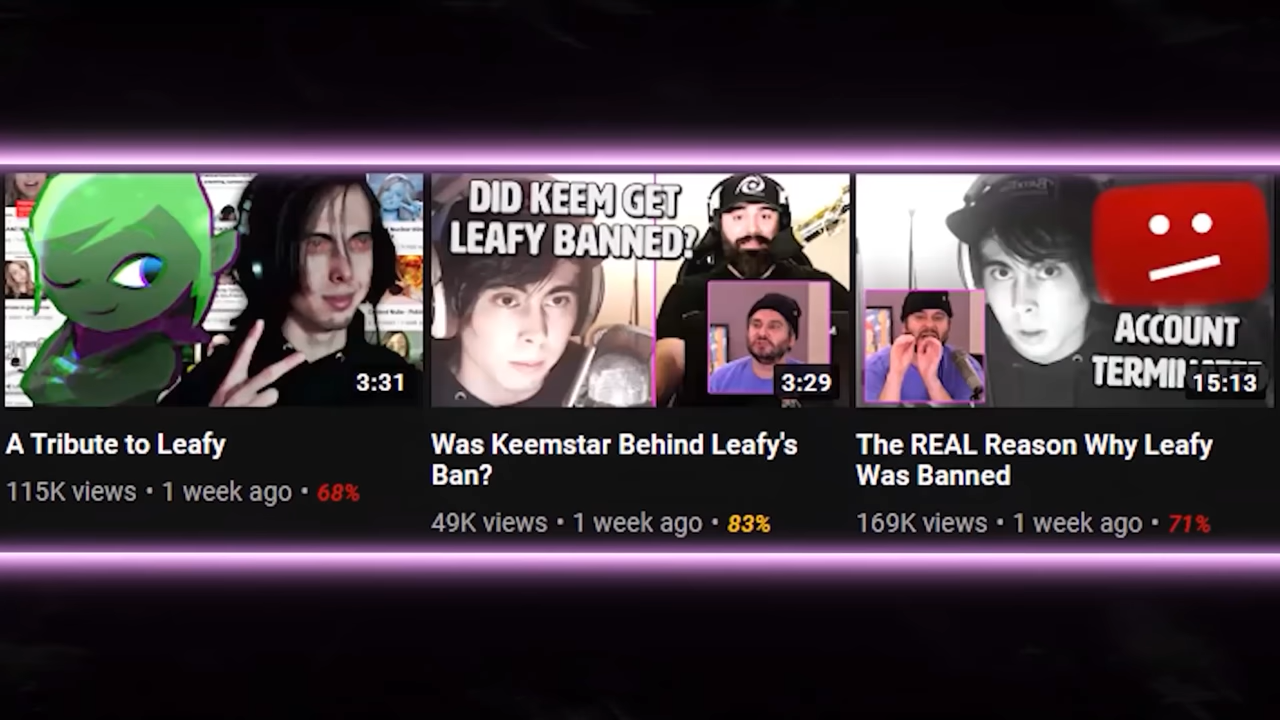 DID KEEM GET
LEAFY BANNED?
ACCOUNT
3:31
3:29
15:13
A Tribute to Leafy
115K views • 1 week ago • 68%
Was Keemstar Behind Leafy's
Ban?
49K views • 1 week ago • 83%
The REAL Reason Why Leafy
Was Banned
169K views • 1 week ago • 71%